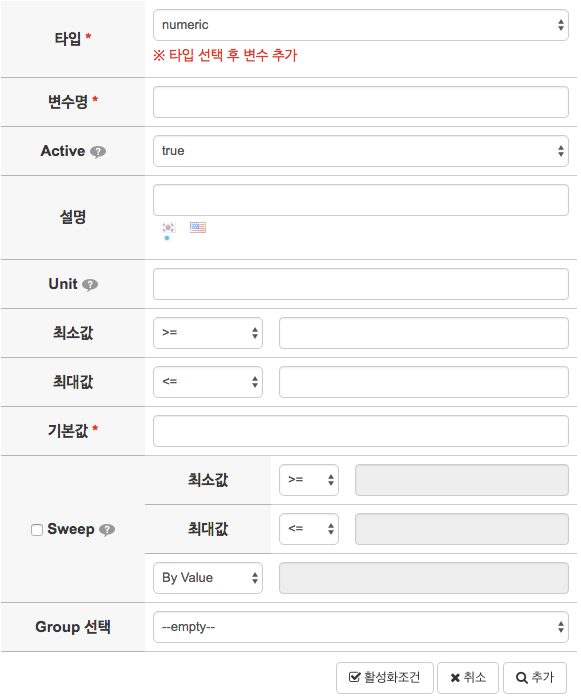 타입 *
numeric
※ 타입 선택 후 변수 추가
변수명 *
Active ?
true
설명
Unit ?
최소값
>=
최대값
<=
기본값 *
Sweep ?
최소값
>=
최대값
<=
By Value
Group 선택
--empty--
활성화조건
취소
추가